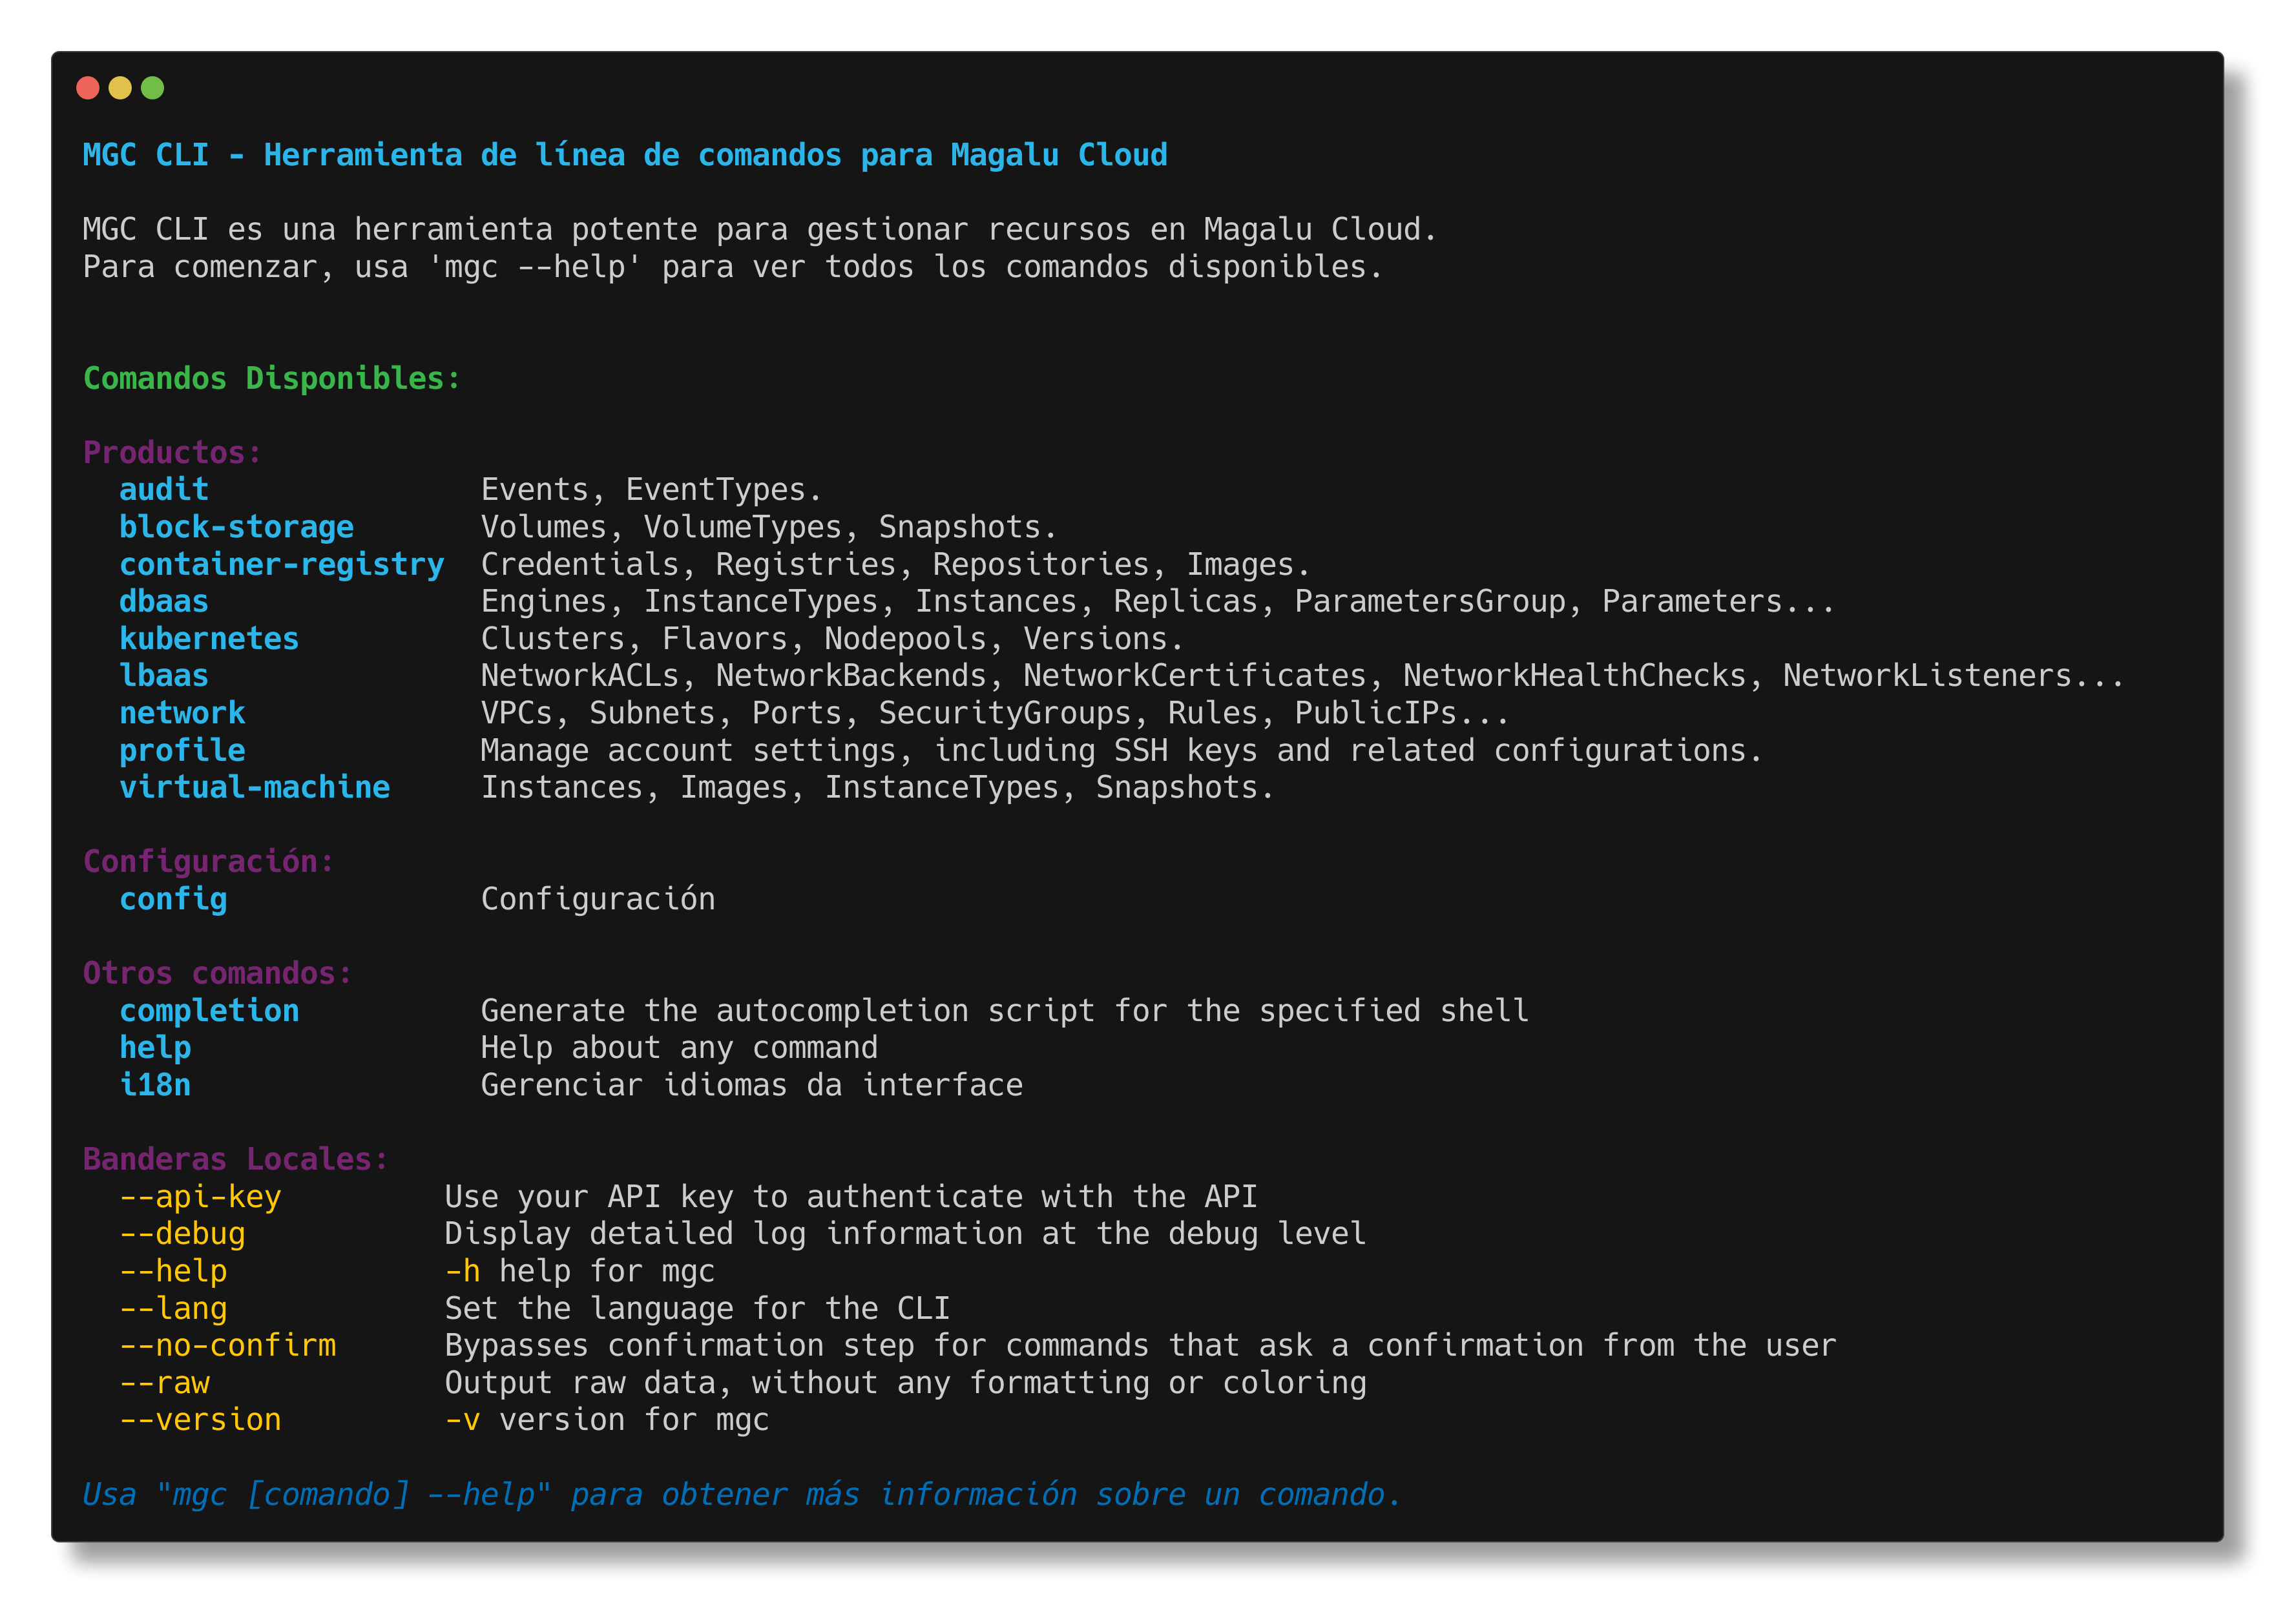 MGC CLI - Herramienta de línea de comandos para Magalu Cloud
MGC CLI es una herramienta potente para gestionar recursos en Magalu Cloud.
Para comenzar, usa 'mgc --help' para ver todos los comandos disponibles.
Comandos Disponibles:
Productos:
audit Events, EventTypes.
block-storage Volumes, VolumeTypes, Snapshots.
container-registry Credentials, Registries, Repositories, Images.
dbaas Engines, InstanceTypes, Instances, Replicas, ParametersGroup, Parameters...
kubernetes Clusters, Flavors, Nodepools, Versions.
lbaas NetworkACLs, NetworkBackends, NetworkCertificates, NetworkHealthChecks, NetworkListeners...
network VPCs, Subnets, Ports, SecurityGroups, Rules, PublicIPs...
profile Manage account settings, including SSH keys and related configurations.
virtual-machine Instances, Images, InstanceTypes, Snapshots.
Configuración:
config Configuración
Otros comandos:
completion Generate the autocompletion script for the specified shell
help Help about any command
i18n Gerenciar idiomas da interface
Banderas Locales:
--api-key Use your API key to authenticate with the API
--debug Display detailed log information at the debug level
--help -h help for mgc
--lang Set the language for the CLI
--no-confirm Bypasses confirmation step for commands that ask a confirmation from the user
--raw Output raw data, without any formatting or coloring
--version -v version for mgc
Usa "mgc [comando] --help" para obtener más información sobre un comando.